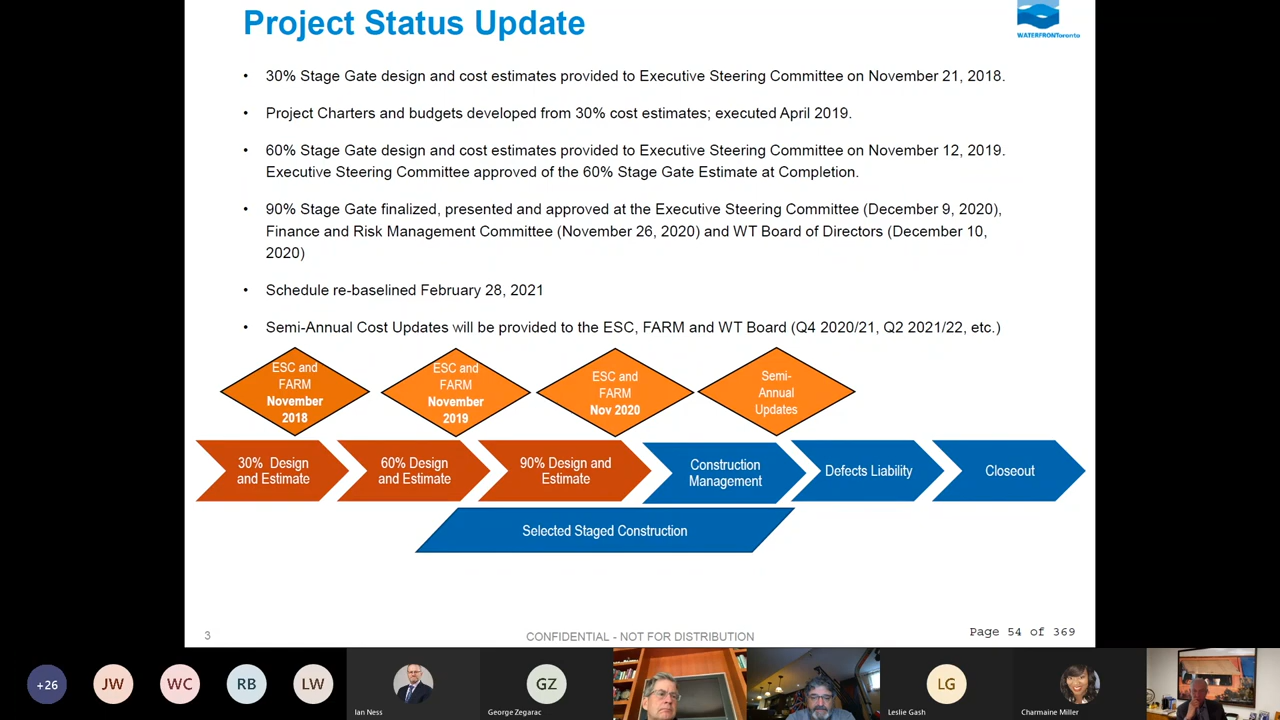 Project Status Update
WATERFRONToronto
• 30% Stage Gate design and cost estimates provided to Executive Steering Committee on November 21, 2018.
• Project Charters and budgets developed from 30% cost estimates; executed April 2019.
• 60% Stage Gate design and cost estimates provided to Executive Steering Committee on November 12, 2019.
Executive Steering Committee approved of the 60% Stage Gate Estimate at Completion.
• 90% Stage Gate finalized, presented and approved at the Executive Steering Committee (December 9, 2020),
Finance and Risk Management Committee (November 26, 2020) and WT Board of Directors (December 10,
2020)
• Schedule re-baselined February 28, 2021
• Semi-Annual Cost Updates will be provided to the ESC, FARM and WT Board (Q4 2020/21, Q2 2021/22, etc.)
ESC and
FARM
November
2018
ESC and
FARM
November
2019
ESC and
FARM
Nov 2020
Semi-
Annual
Updates
30% Design
and Estimate
60% Design
and Estimate
90% Design and
Estimate
Construction
Management
Defects Liability
Closeout
Selected Staged Construction
3
CONFIDENTIAL - NOT FOR DISTRIBUTION
Page 54 of 369
+26
JW
WC
RB
LW
Ian Ness
GZ
George Zegarac
LG
Leslie Gash
Charmaine Miller